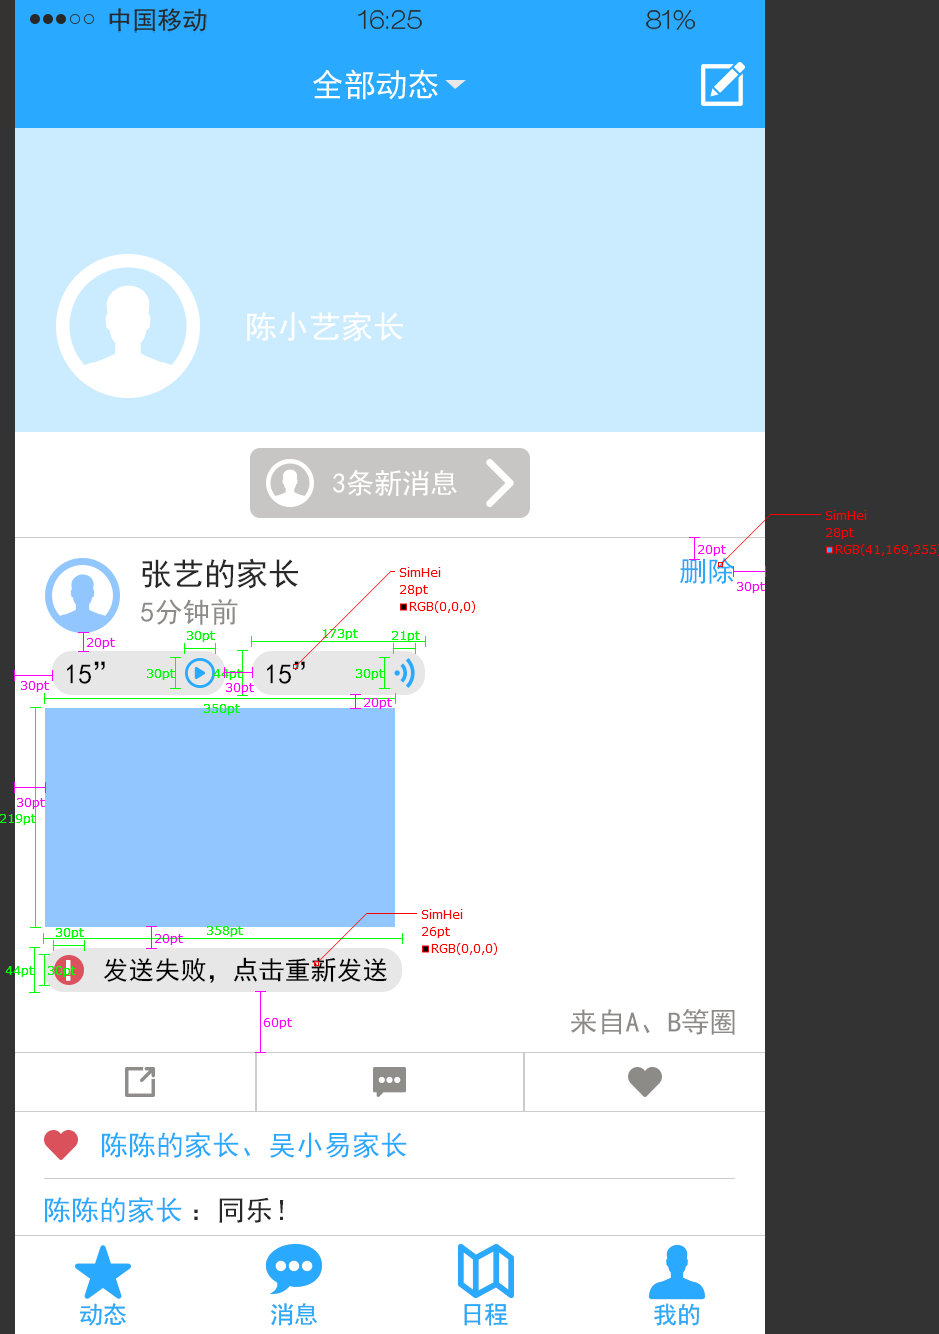 中国移动 16:25 81%
全部动态
陈小艺家长
3条新消息
SimHei
28pt
RGB(41,169,255)
20pt
删除
30pt
张艺的家长
5分钟前
SimHei
28pt
RGB(0,0,0)
20pt 30pt 173pt 21pt
15” 30pt 44pt 15” 30pt
30pt 30pt
350pt 20pt
30pt
219pt
SimHei
26pt
RGB(0,0,0)
30pt 20pt 358pt
44pt 30pt 发送失败，点击重新发送
60pt
来自A、B等圈
陈陈的家长、吴小易家长
陈陈的家长：同乐！
动态 消息 日程 我的